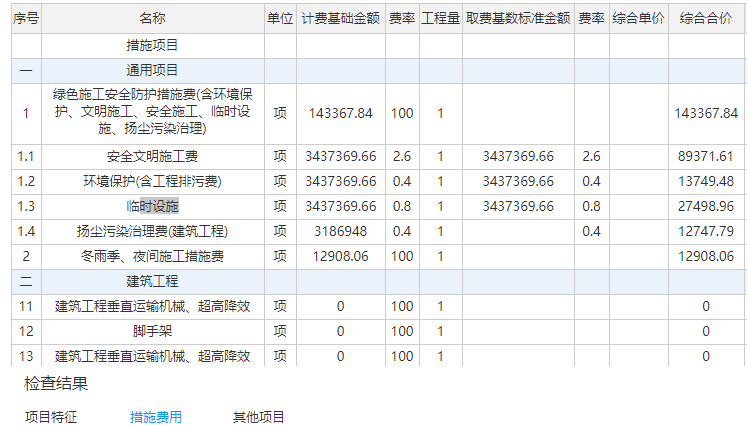 序号 名称 单位 计费基础金额 费率 工程量 取费基数标准金额 费率 综合单价 综合合价
措施项目
一 通用项目
1 绿色施工安全防护措施费(含环境保护、文明施工、安全施工、临时设施、扬尘污染治理) 项 143367.84 100 1 143367.84
1.1 安全文明施工费 项 3437369.66 2.6 1 3437369.66 2.6 89371.61
1.2 环境保护(含工程排污费) 项 3437369.66 0.4 1 3437369.66 0.4 13749.48
1.3 临时设施 项 3437369.66 0.8 1 3437369.66 0.8 27498.96
1.4 扬尘污染治理费(建筑工程) 项 3186948 0.4 1 0.4 12747.79
2 冬雨季、夜间施工措施费 项 12908.06 100 1 12908.06
二 建筑工程
11 建筑工程垂直运输机械、超高降效 项 0 100 1 0
12 脚手架 项 0 100 1 0
13 建筑工程垂直运输机械、超高降效 项 0 100 1 0
检查结果
项目特征 措施费用 其他项目